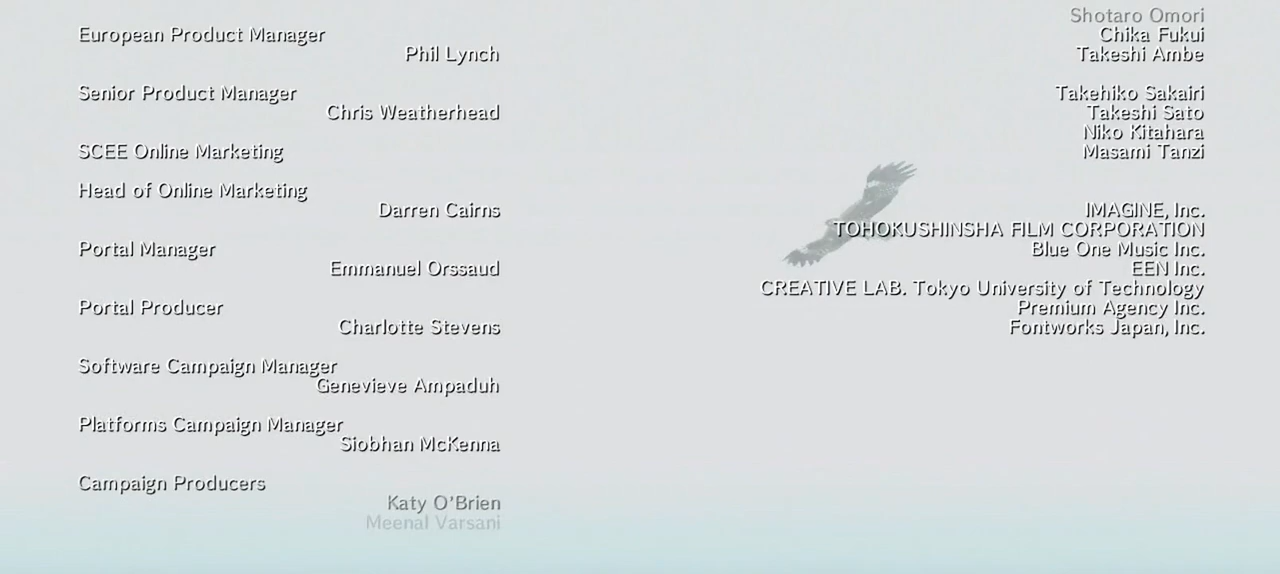 European Product Manager
Phil Lynch
Senior Product Manager
Chris Weatherhead
SCEE Online Marketing
Head of Online Marketing
Darren Cairns
Portal Manager
Emmanuel Orssaud
Portal Producer
Charlotte Stevens
Software Campaign Manager
Genevieve Ampaduh
Platforms Campaign Manager
Siobhan McKenna
Campaign Producers
Katy O'Brien
Meenal Varsani
Shotaro Omori
Chika Fukui
Takeshi Ambe
Takehiko Sakairi
Takeshi Sato
Niko Kitahara
Masami Tanzi
IMAGINE, Inc.
TOHOKUSHINSHA FILM CORPORATION
Blue One Music Inc.
EEN Inc.
CREATIVE LAB. Tokyo University of Technology
Premium Agency Inc.
Fontworks Japan, Inc.